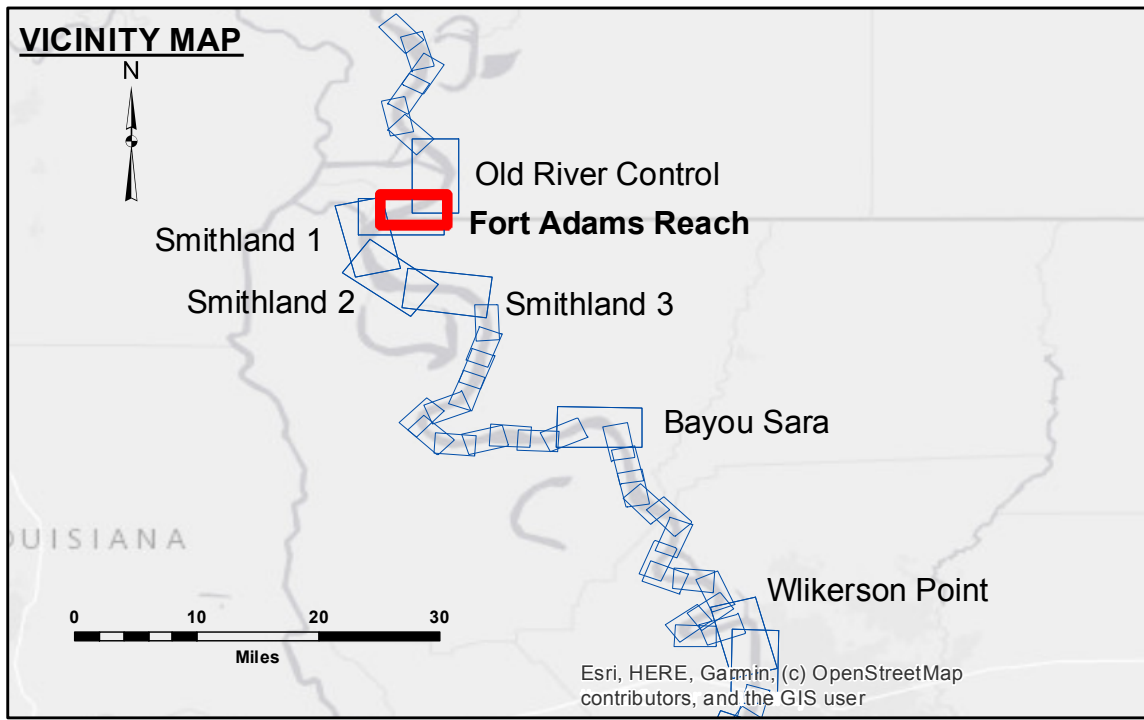 VICINITY MAP
N
Old River Control
Fort Adams Reach
Smithland 1
Smithland 2
Smithland 3
Bayou Sara
OUISIANA
Wlikerson Point
0 10 20 30
Miles
Esri, HERE, Garmin, (c) OpenStreetMap
contributors, and the GIS user